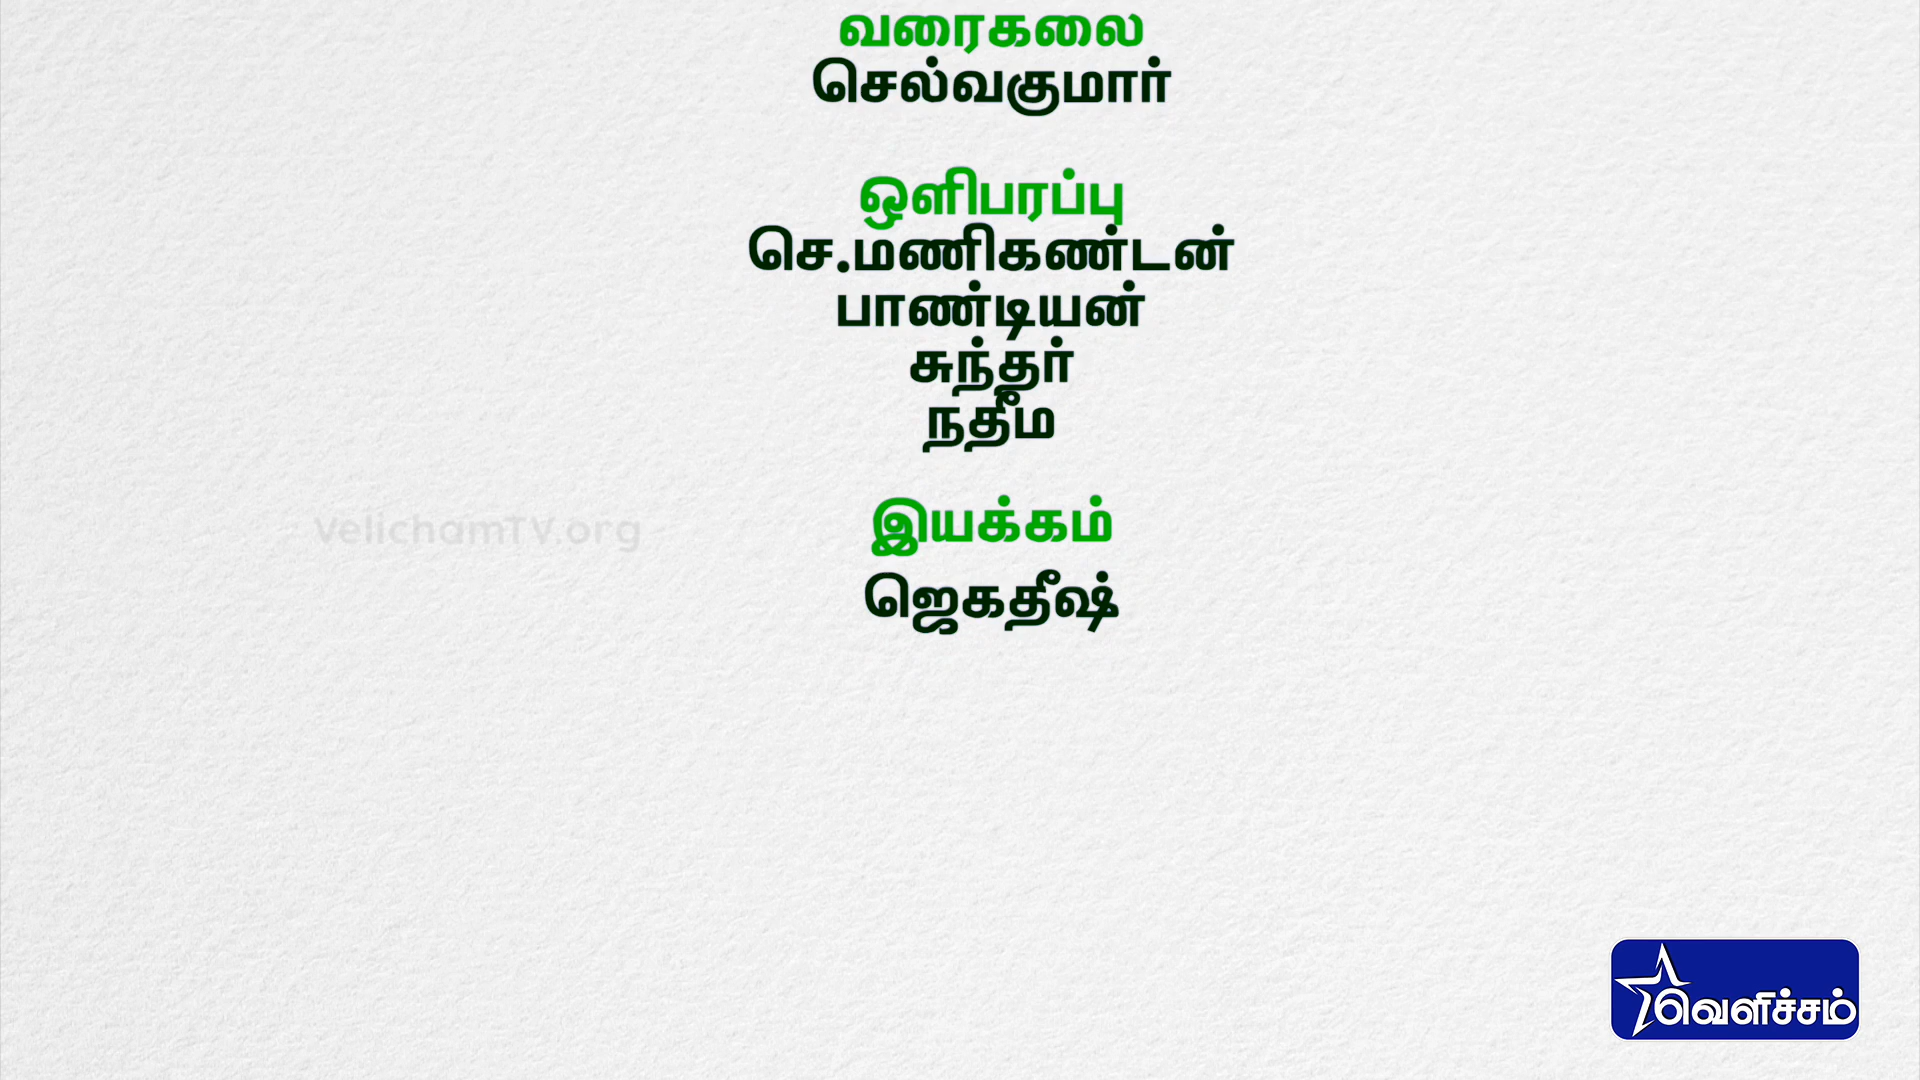 வரைகலை
செல்வகுமார்
ஒளிபரப்பு
செ.மணிகண்டன்
பாண்டியன்
சுந்தர்
நதீம
இயக்கம்
VelichamTV.org
ஜெகதீஷ்
வெளிச்சம்